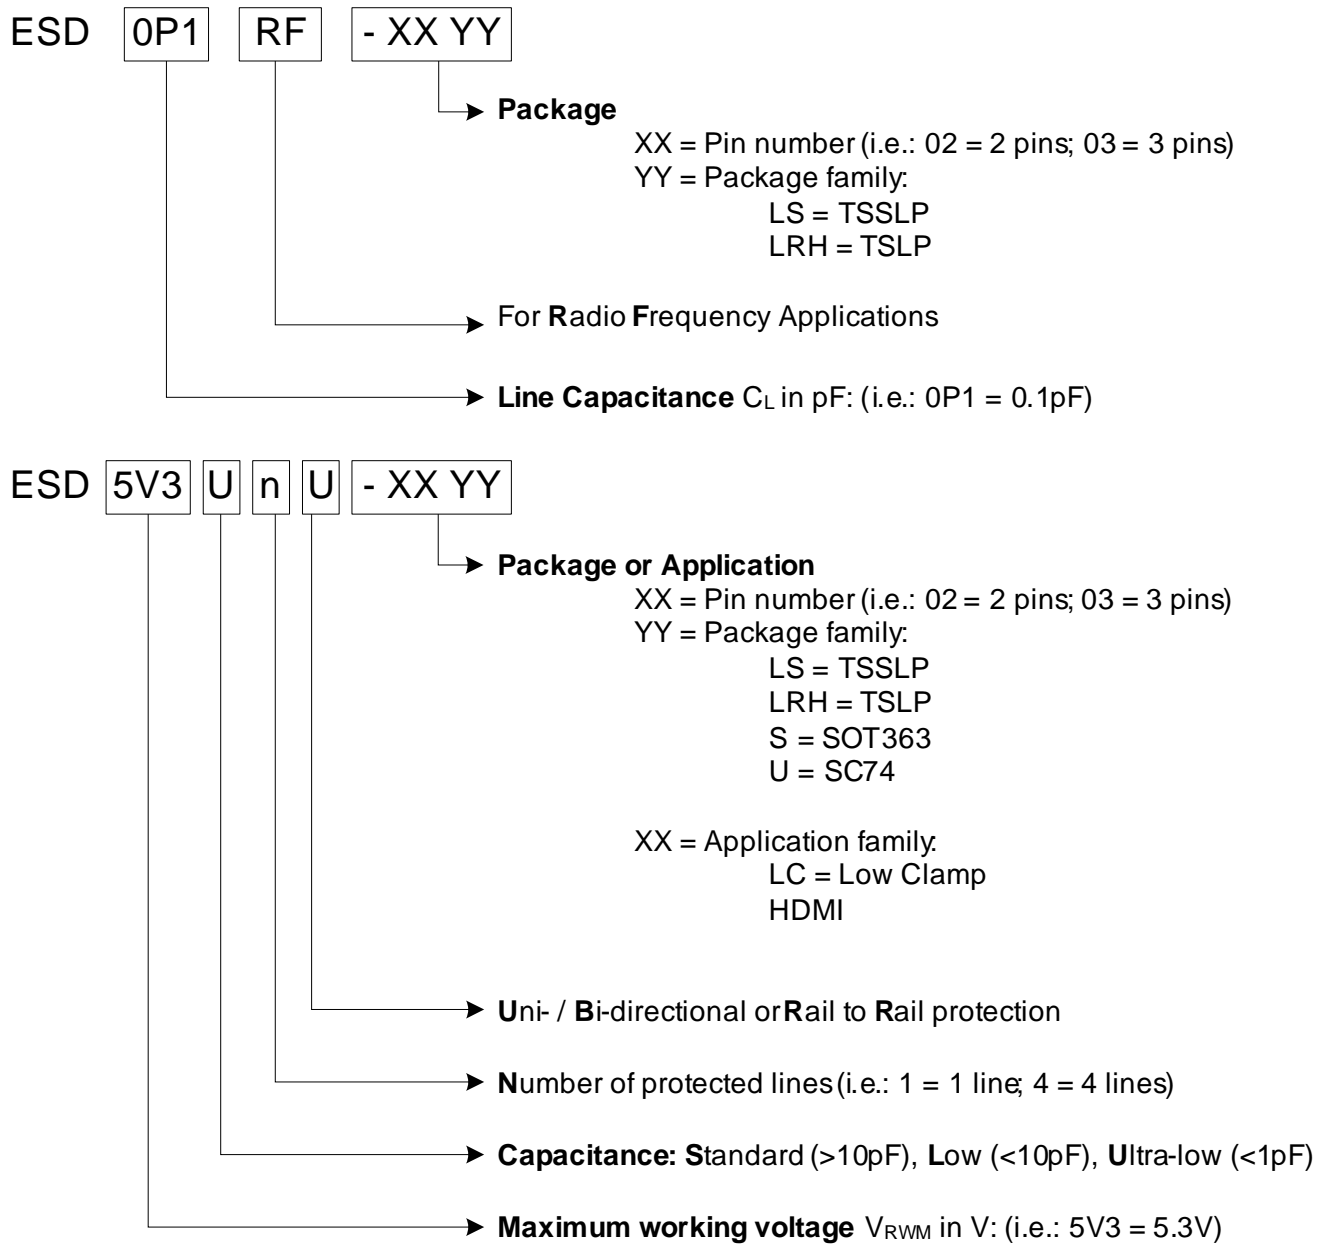 ESD 0P1 RF - XX YY
Package
XX = Pin number (i.e.: 02 = 2 pins; 03 = 3 pins)
YY = Package family:
LS = TSSLP
LRH = TSLP
For Radio Frequency Applications
Line Capacitance CL in pF: (i.e.: 0P1 = 0.1pF)
ESD 5V3 U n U - XX YY
Package or Application
XX = Pin number (i.e.: 02 = 2 pins; 03 = 3 pins)
YY = Package family:
LS = TSSLP
LRH = TSLP
S = SOT363
U = SC74
XX = Application family:
LC = Low Clamp
HDMI
Uni- / Bi-directional or Rail to Rail protection
Number of protected lines (i.e.: 1 = 1 line; 4 = 4 lines)
Capacitance: Standard (>10pF), Low (<10pF), Ultra-low (<1pF)
Maximum working voltage VRWM in V: (i.e.: 5V3 = 5.3V)